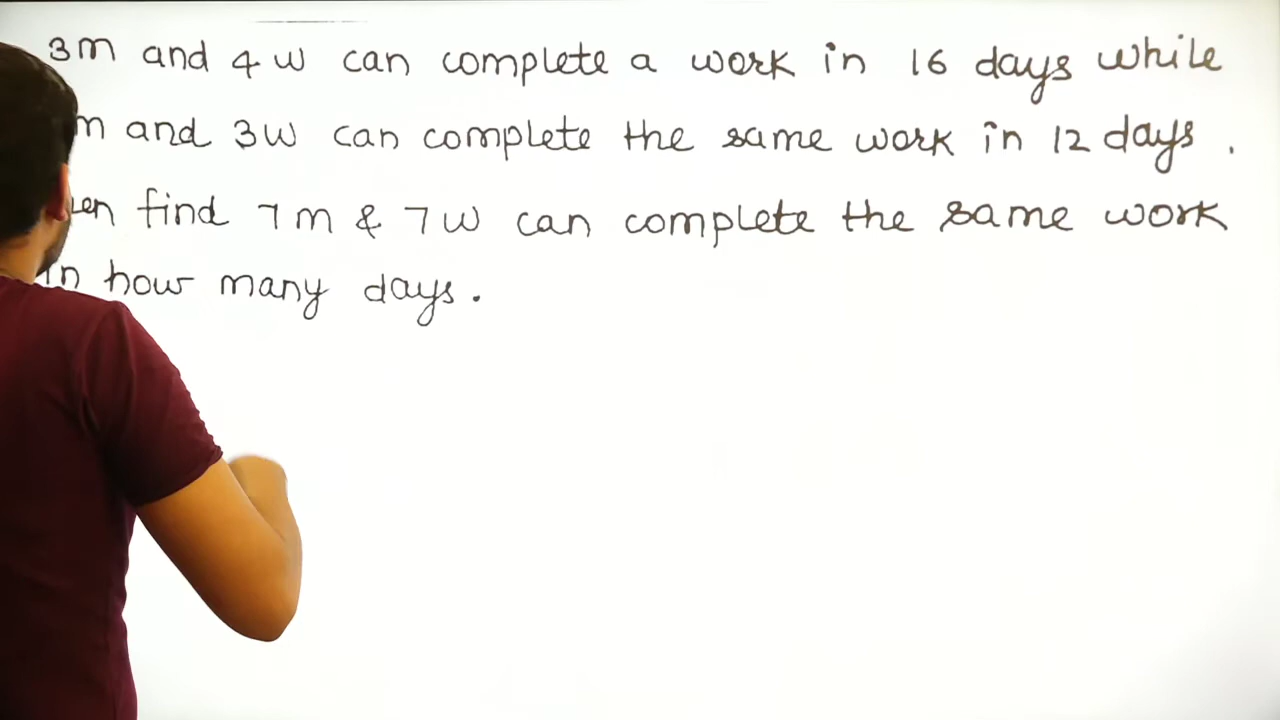 3m and 4w can complete a work in 16 days while
m and 3w can complete the same work in 12 days.
find 7m & 7w can complete the same work
in how many days.